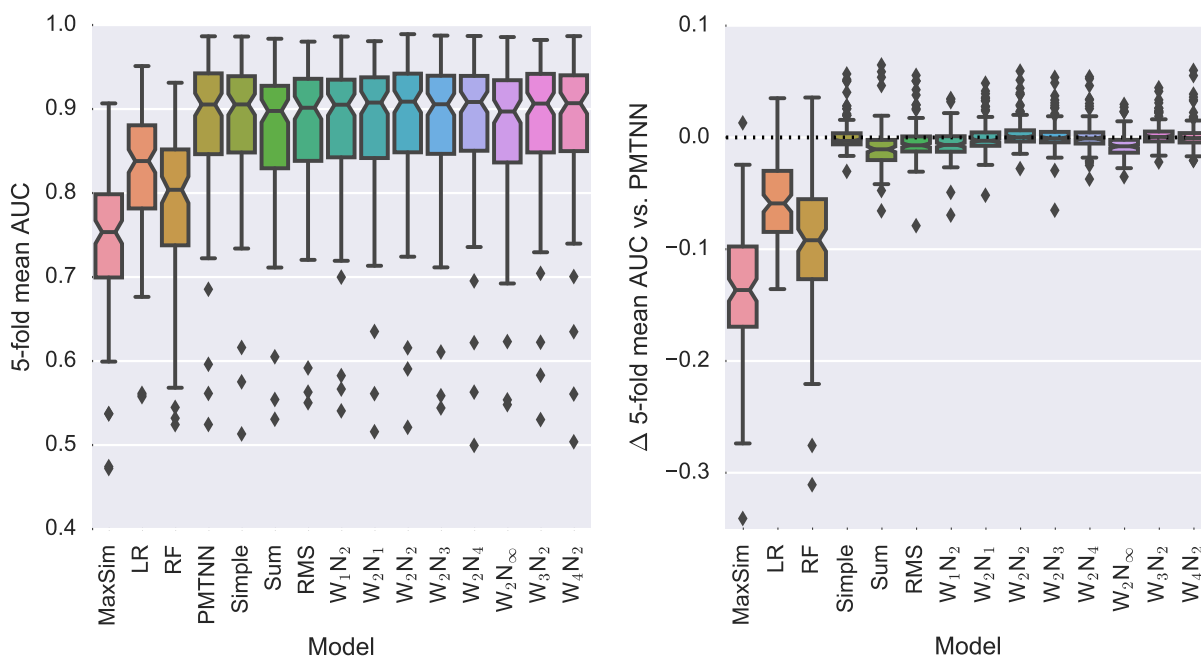 5-fold mean AUC
1.0
0.9
0.8
0.7
0.6
0.5
0.4
MaxSim
LR
RF
PMTNN
Simple
Sum
RMS
W₁N₂
W₂N₁
W₂N₂
W₂N₃
W₂N₄
W₂N∞
W₃N₂
W₄N₂
Model
Δ 5-fold mean AUC vs. PMTNN
0.1
0.0
−0.1
−0.2
−0.3
MaxSim
LR
RF
Simple
Sum
RMS
W₁N₂
W₂N₁
W₂N₂
W₂N₃
W₂N₄
W₂N∞
W₃N₂
W₄N₂
Model